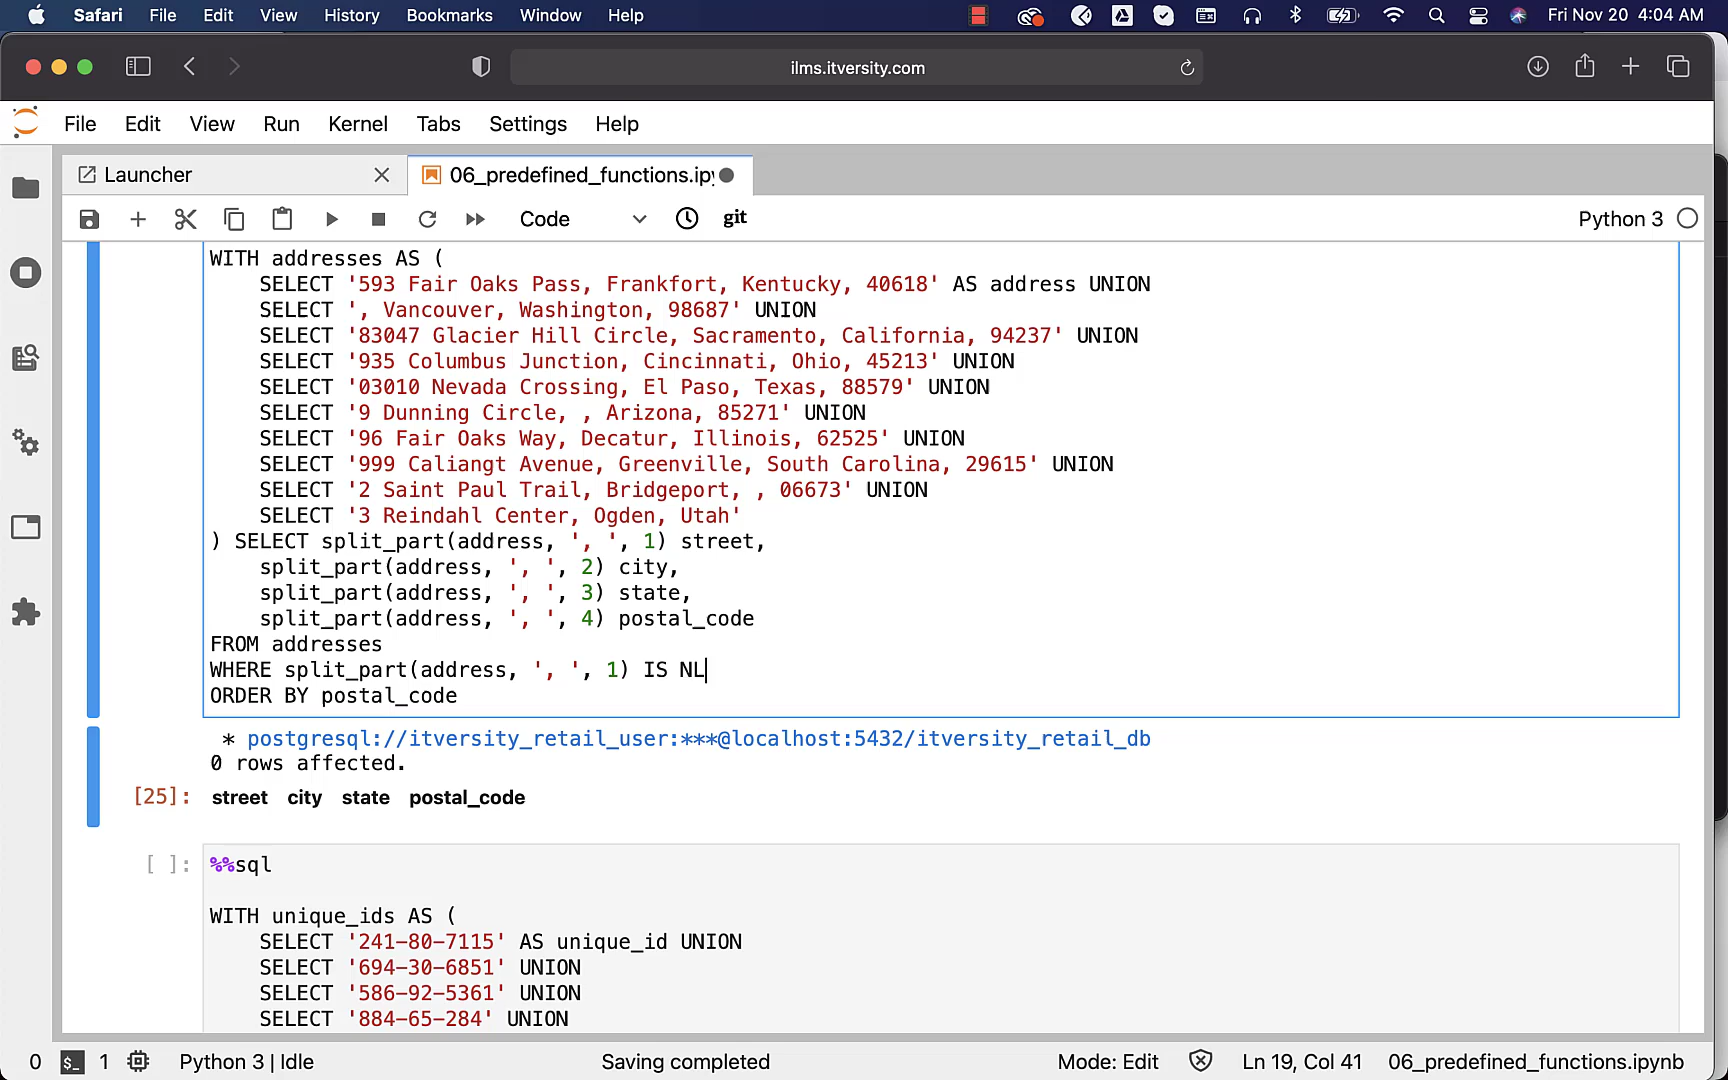 Safari File Edit View History Bookmarks Window Help Fri Nov 20 4:04 AM
ilms.itversity.com
File Edit View Run Kernel Tabs Settings Help
Launcher 06_predefined_functions.ipy
Code git Python 3
WITH addresses AS (
SELECT '593 Fair Oaks Pass, Frankfort, Kentucky, 40618' AS address UNION
SELECT ', Vancouver, Washington, 98687' UNION
SELECT '83047 Glacier Hill Circle, Sacramento, California, 94237' UNION
SELECT '935 Columbus Junction, Cincinnati, Ohio, 45213' UNION
SELECT '03010 Nevada Crossing, El Paso, Texas, 88579' UNION
SELECT '9 Dunning Circle, , Arizona, 85271' UNION
SELECT '96 Fair Oaks Way, Decatur, Illinois, 62525' UNION
SELECT '999 Caliangt Avenue, Greenville, South Carolina, 29615' UNION
SELECT '2 Saint Paul Trail, Bridgeport, , 06673' UNION
SELECT '3 Reindahl Center, Ogden, Utah'
) SELECT split_part(address, ', ', 1) street,
split_part(address, ', ', 2) city,
split_part(address, ', ', 3) state,
split_part(address, ', ', 4) postal_code
FROM addresses
WHERE split_part(address, ', ', 1) IS NL
ORDER BY postal_code
* postgresql://itversity_retail_user:***@localhost:5432/itversity_retail_db
0 rows affected.
[25]: street city state postal_code
[ ]: %%sql
WITH unique_ids AS (
SELECT '241-80-7115' AS unique_id UNION
SELECT '694-30-6851' UNION
SELECT '586-92-5361' UNION
SELECT '884-65-284' UNION
0 $_ 1 Python 3 | Idle Saving completed Mode: Edit Ln 19, Col 41 06_predefined_functions.ipynb